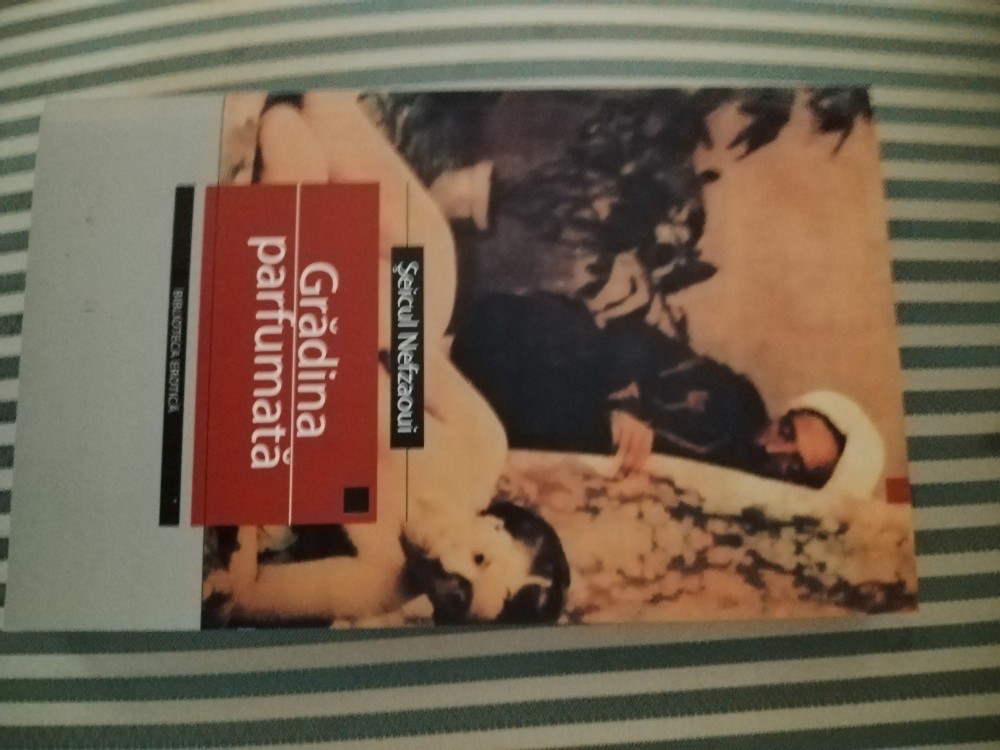 Şeicul Nefzaoui
Grădina
parfumată
BIBLIOTECA EROTICĂ